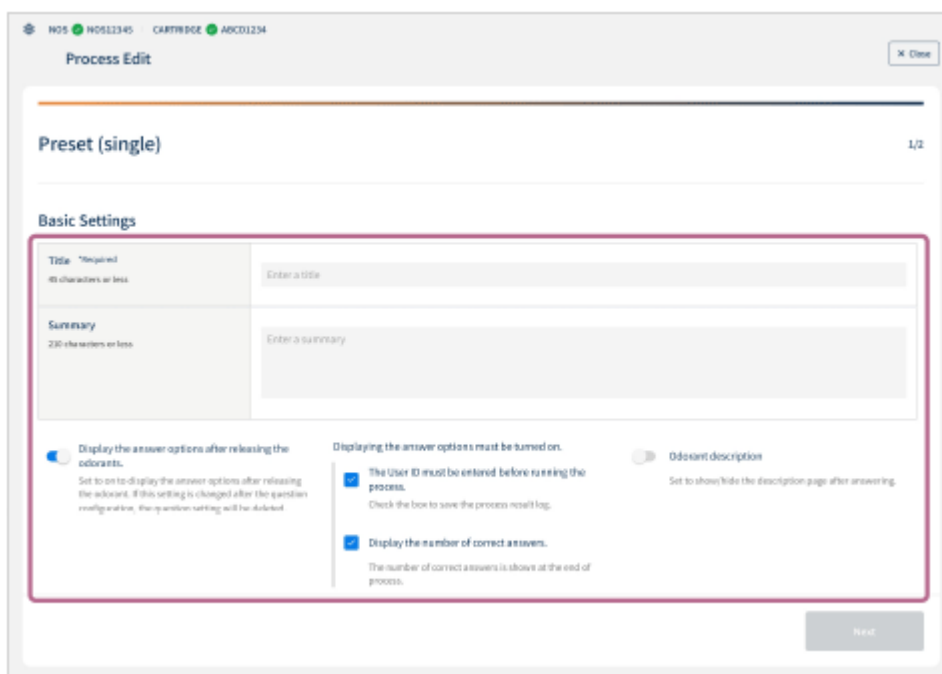 NOS NOS12345 CARTRIDGE ABCD1234
Process Edit
× Close
Preset (single)
1/2
Basic Settings
Title *Required
45 characters or less
Enter a title
Summary
210 characters or less
Enter a summary
Display the answer options after releasing the
odorants.
Set to on to display the answer options after releasing
the odorant. If this setting is changed after the question
configuration, the question setting will be deleted
Displaying the answer options must be turned on.
The User ID must be entered before running the
process.
Check the box to save the process result log.
Display the number of correct answers.
The number of correct answers is shown at the end of
process.
Odorant description
Set to show/hide the description page after answering.
Next